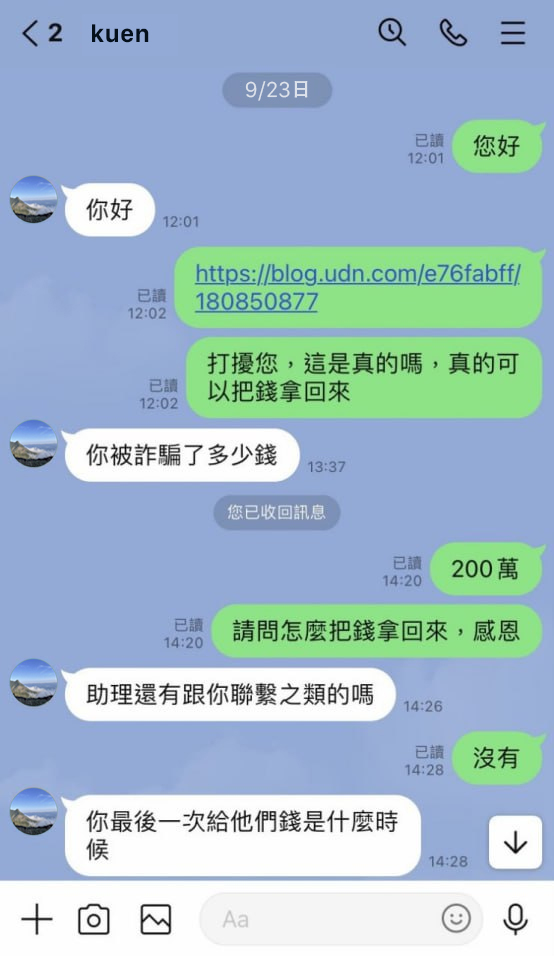 2 kuen
9/23日
您好
已讀
12:01
你好
12:01
https://blog.udn.com/e76fabff/
180850877
已讀
12:02
打擾您，這是真的嗎，真的可
以把錢拿回來
已讀
12:02
你被詐騙了多少錢
13:37
您已收回訊息
200萬
已讀
14:20
請問怎麼把錢拿回來，感恩
已讀
14:20
助理還有跟你聯繫之類的嗎
14:26
沒有
已讀
14:28
你最後一次給他們錢是什麼時
候
14:28
Aa